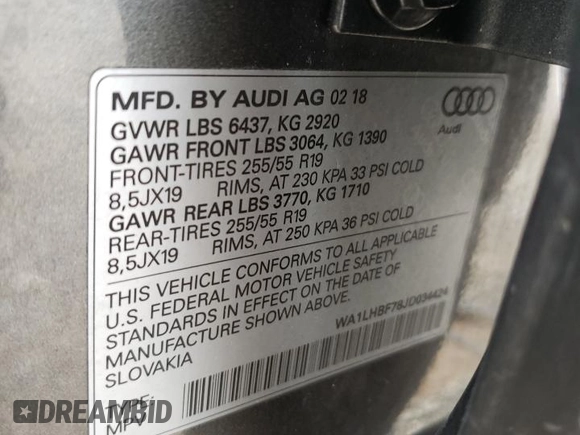 MFD. BY AUDI AG 02 18
GVWR LBS 6437, KG 2920
GAWR FRONT LBS 3064, KG 1390
FRONT-TIRES 255/55 R19
8,5JX19 RIMS, AT 230 KPA 33 PSI COLD
GAWR REAR LBS 3770, KG 1710
REAR-TIRES 255/55 R19
8,5JX19 RIMS, AT 250 KPA 36 PSI COLD
Audi
THIS VEHICLE CONFORMS TO ALL APPLICABLE
U.S. FEDERAL MOTOR VEHICLE SAFETY
STANDARDS IN EFFECT ON THE DATE OF
MANUFACTURE SHOWN ABOVE.
SLOVAKIA
WA1LHBF78JD034424
TYPE:
MPV
DREAMBID